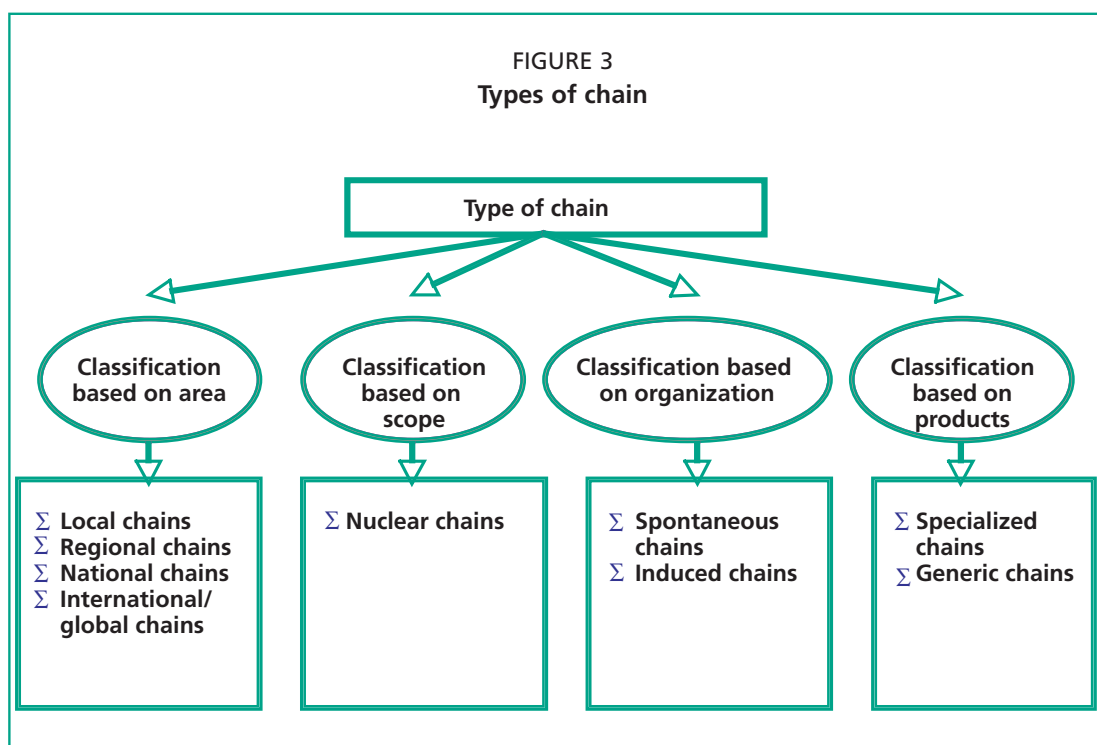 FIGURE 3
Types of chain
Type of chain
Classification
based on area
Classification
based on
scope
Classification based
on organization
Classification
based on
products
Σ Local chains
Σ Regional chains
Σ National chains
Σ International/
global chains
Σ Nuclear chains
Σ Spontaneous
chains
Σ Induced chains
Σ Specialized
chains
Σ Generic chains